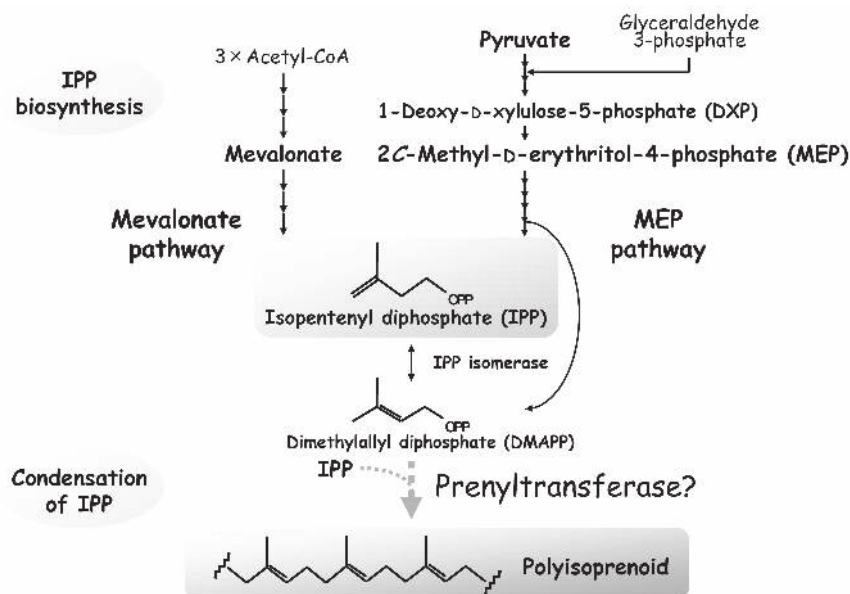 Glyceraldehyde
3-phosphate
Pyruvate
3×Acetyl-CoA
IPP
biosynthesis
1-Deoxy-D-xylulose-5-phosphate (DXP)
Mevalonate
2C-Methyl-D-erythritol-4-phosphate (MEP)
Mevalonate
pathway
MEP
pathway
OPP
Isopentenyl diphosphate (IPP)
IPP isomerase
OPP
Dimethylallyl diphosphate (DMAPP)
IPP
Condensation
of IPP
Prenyltransferase?
Polyisoprenoid